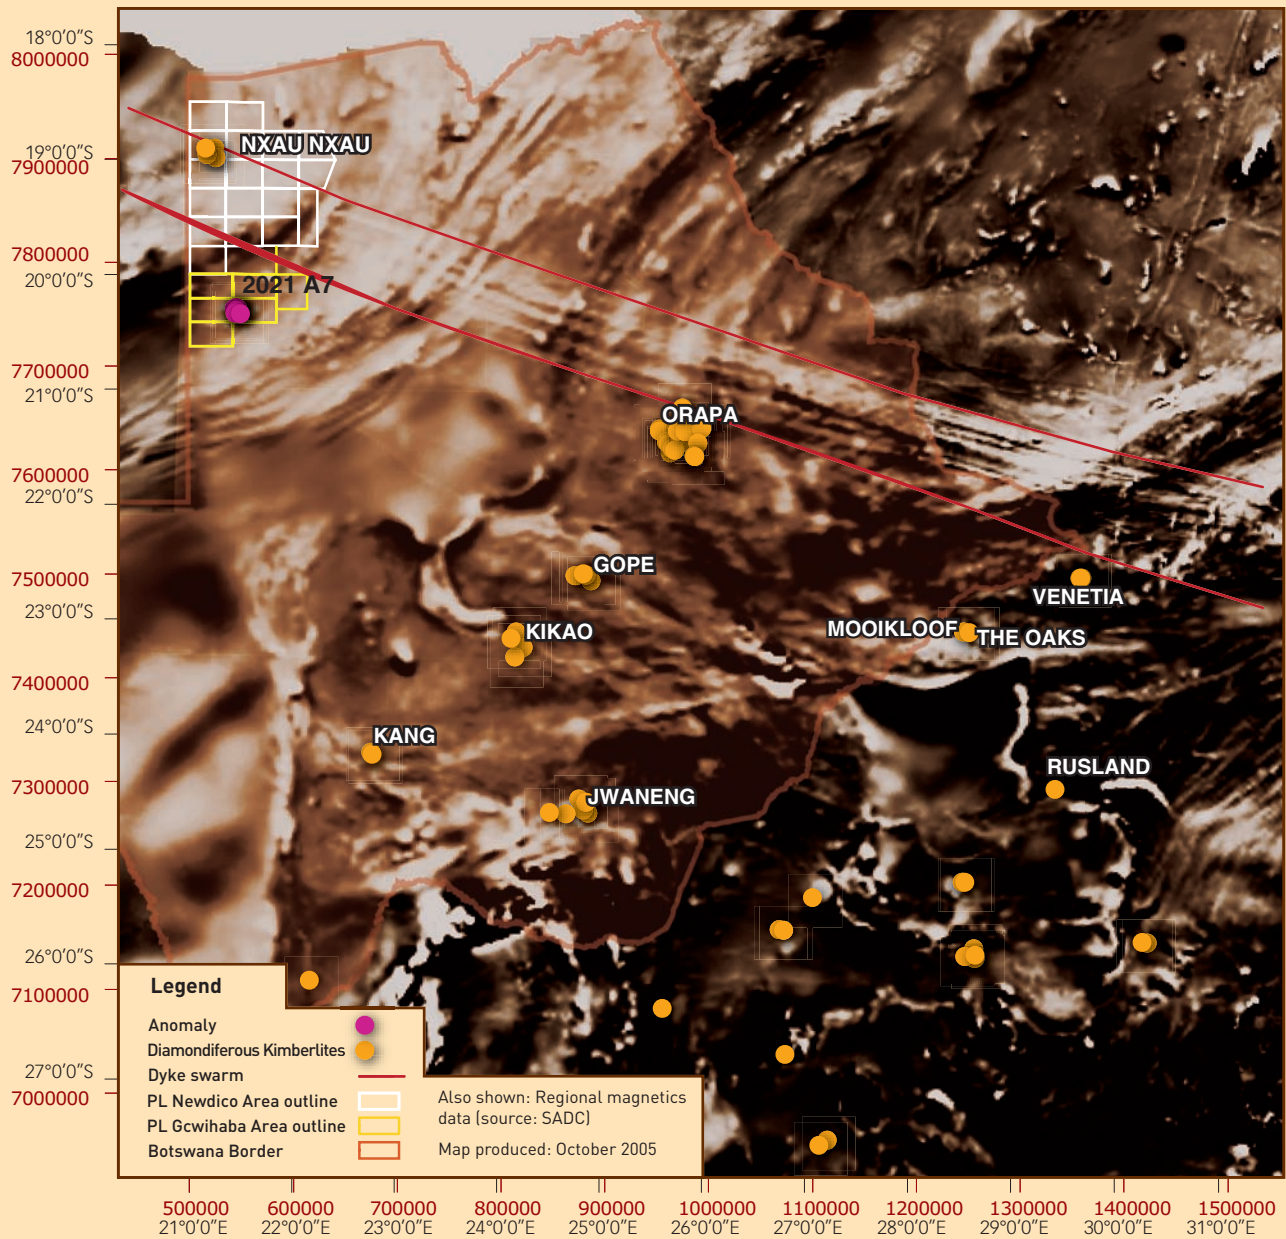 18°0'0"S
8000000
19°0'0"S
7900000
7800000
20°0'0"S
7700000
21°0'0"S
7600000
22°0'0"S
7500000
23°0'0"S
7400000
24°0'0"S
7300000
25°0'0"S
7200000
26°0'0"S
7100000
27°0'0"S
7000000
NXAU NXAU
2021 A7
ORAPA
GOPE
VENETIA
KIKAO
MOOIKLOOF
THE OAKS
KANG
RUSLAND
JWANENG
Legend
Anomaly
Diamondiferous Kimberlites
Dyke swarm
PL Newdico Area outline
PL Gcwihaba Area outline
Botswana Border
Also shown: Regional magnetics
data (source: SADC)
Map produced: October 2005
500000 600000 700000 800000 900000 1000000 1100000 1200000 1300000 1400000 1500000
21°0'0"E 22°0'0"E 23°0'0"E 24°0'0"E 25°0'0"E 26°0'0"E 27°0'0"E 28°0'0"E 29°0'0"E 30°0'0"E 31°0'0"E